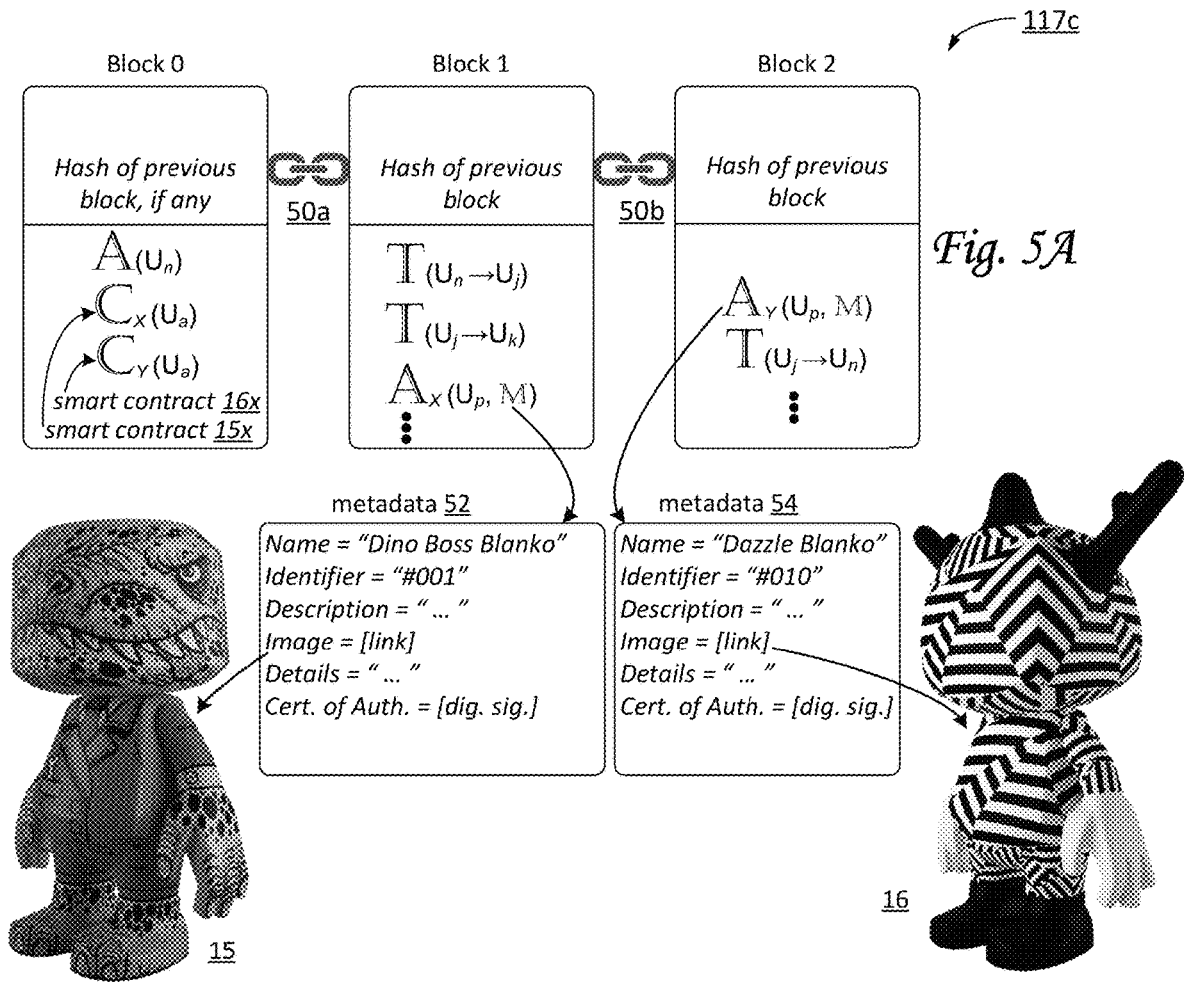 117c
Block 0
Block 1
Block 2
Hash of previous
block, if any
50a
Hash of previous
block
50b
Hash of previous
block
Fig. 5A
A(Uₙ)
C_X(Uₐ)
C_Y(Uₐ)
smart contract 16x
smart contract 15x
T(Uₙ→Uⱼ)
T(Uⱼ→Uₖ)
A_X(Uₚ, M)
A_Y(Uₚ, M)
T(Uⱼ→Uₙ)
metadata 52
Name = “Dino Boss Blanko”
Identifier = “#001”
Description = “ ... ”
Image = [link]
Details = “ ... ”
Cert. of Auth. = [dig. sig.]
metadata 54
Name = “Dazzle Blanko”
Identifier = “#010”
Description = “ ... ”
Image = [link]
Details = “ ... ”
Cert. of Auth. = [dig. sig.]
15
16